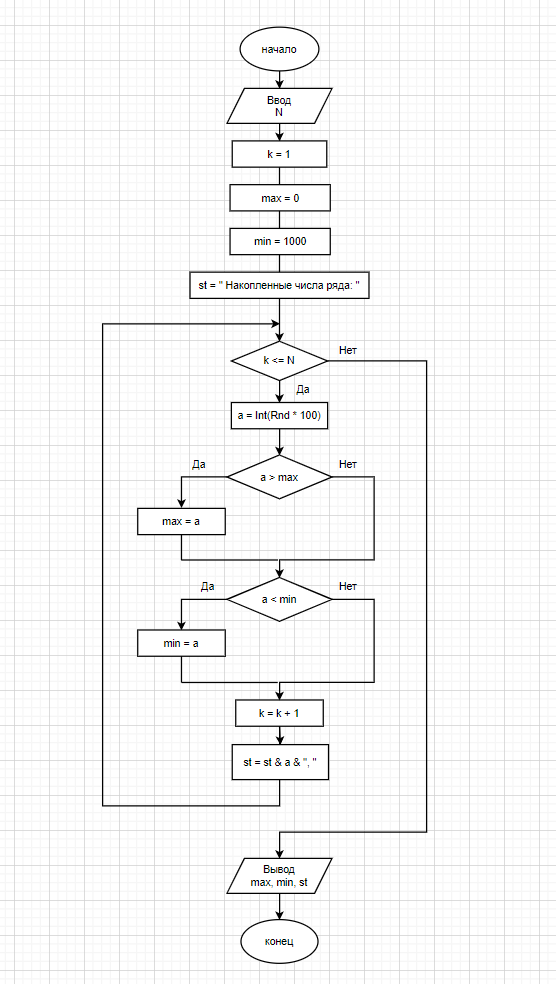 начало
Ввод
N
k = 1
max = 0
min = 1000
st = " Накопленные числа ряда: "
k <= N
Нет
Да
a = Int(Rnd * 100)
Да
a > max
Нет
max = a
Да
a < min
Нет
min = a
k = k + 1
st = st & a & ", "
Вывод
max, min, st
конец